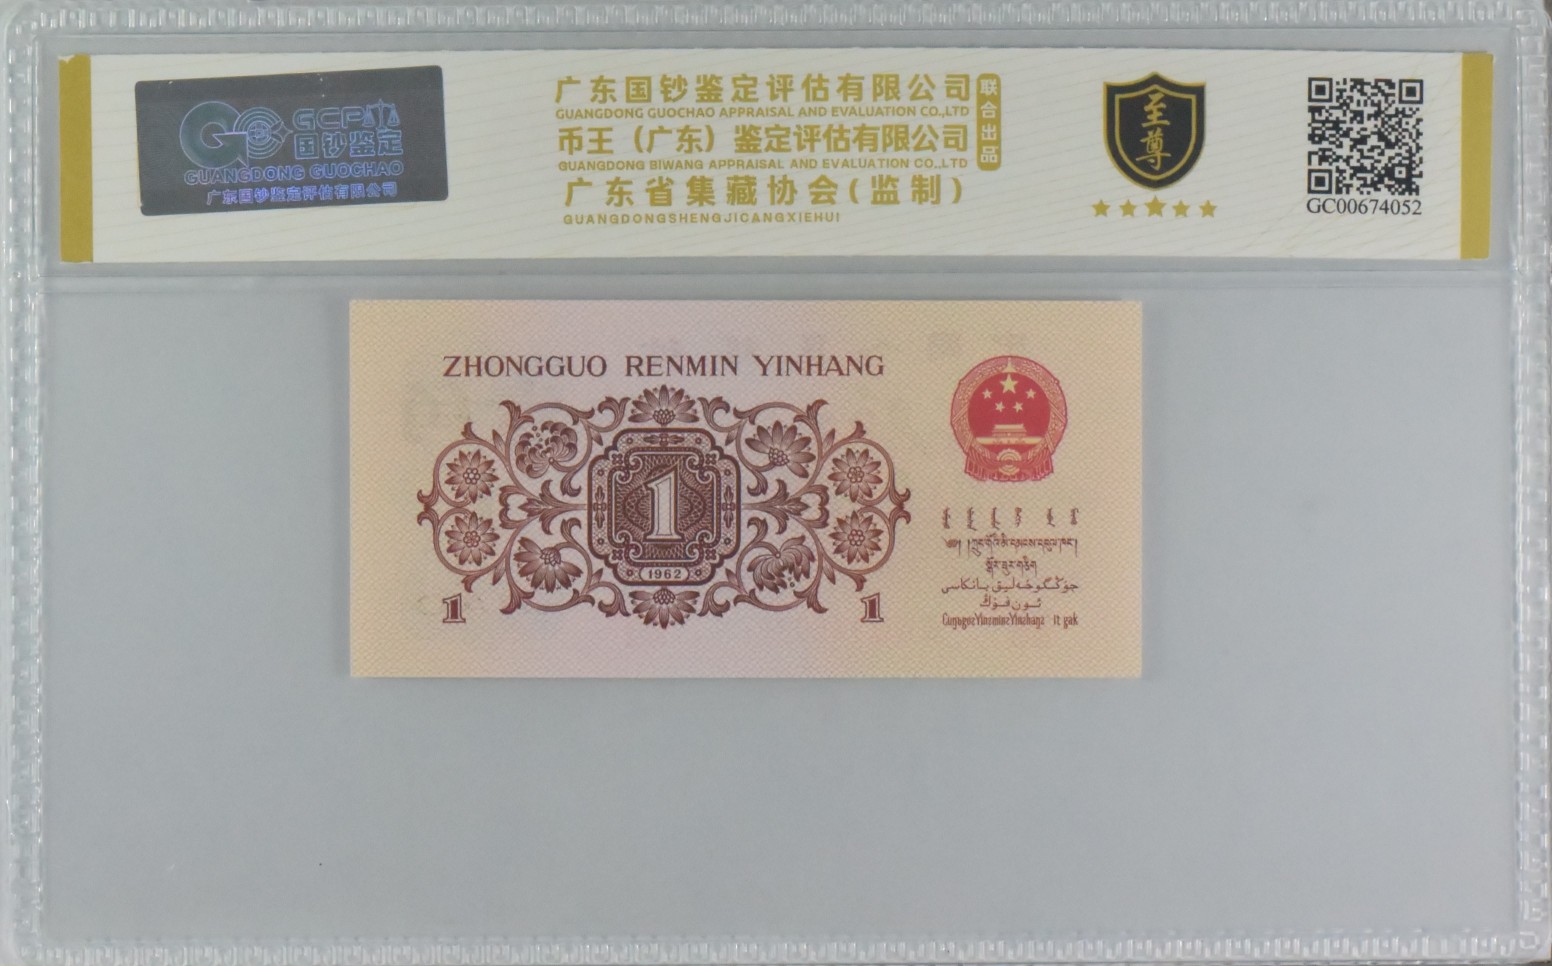 GCP
国钞鉴定
GUANGDONG GUOCHAO
广东国钞鉴定评估有限公司
广东国钞鉴定评估有限公司
GUANGDONG GUOCHAO APPRAISAL AND EVALUATION CO.,LTD
币王（广东）鉴定评估有限公司
GUANGDONG BIWANG APPRAISAL AND EVALUATION CO.,LTD
联合出品
广东省集藏协会(监制)
GUANGDONGSHENGJICANGXIEHUI
至尊
GC00674052
ZHONGGUO RENMIN YINHANG
1
1962
1
1
جۇڭگوخەلىق بانكاسى
ئون فۇڭ